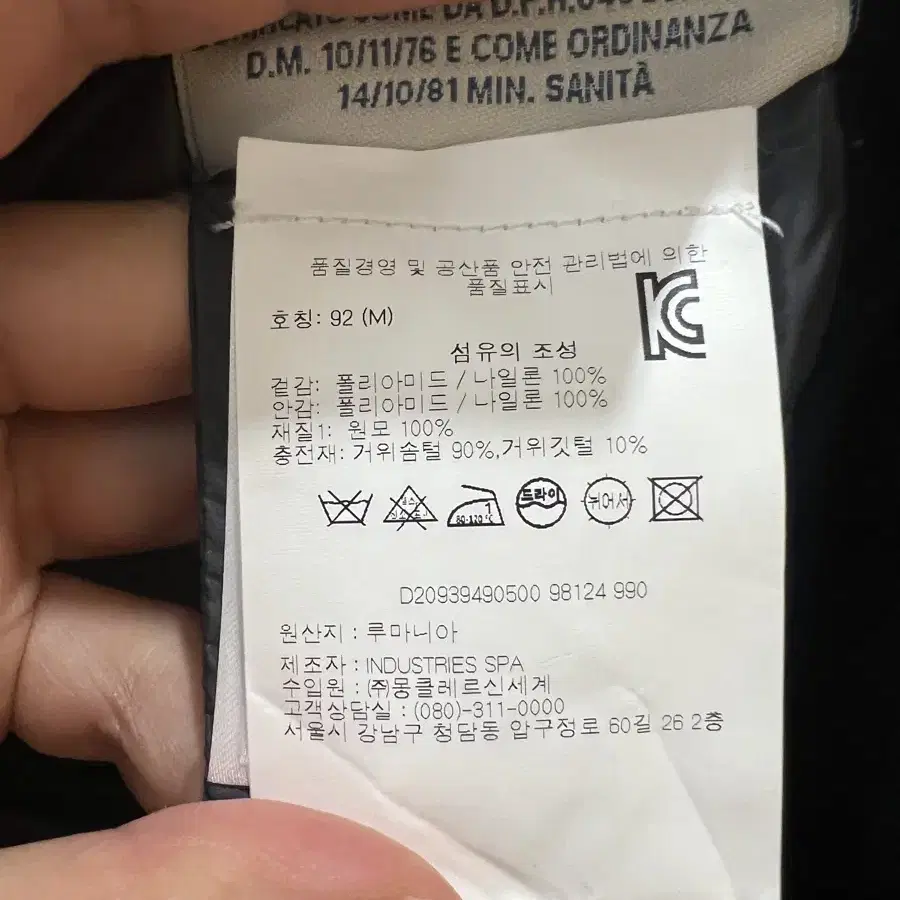 D.M. 10/11/76 E COME ORDINANZA
14/10/81 MIN. SANITÀ
품질경영 및 공산품 안전 관리법에 의한
품질표시
호칭: 92 (M)
섬유의 조성
겉감: 폴리아미드 / 나일론 100%
안감: 폴리아미드 / 나일론 100%
재질1: 원모 100%
충전재: 거위솜털 90%,거위깃털 10%
80-120°C 1 드라이 뉘어서
D20939490500 98124 990
원산지 : 루마니아
제조자 : INDUSTRIES SPA
수입원 : ㈜몽클레르신세계
고객상담실 : (080)-311-0000
서울시 강남구 청담동 압구정로 60길 26 2층